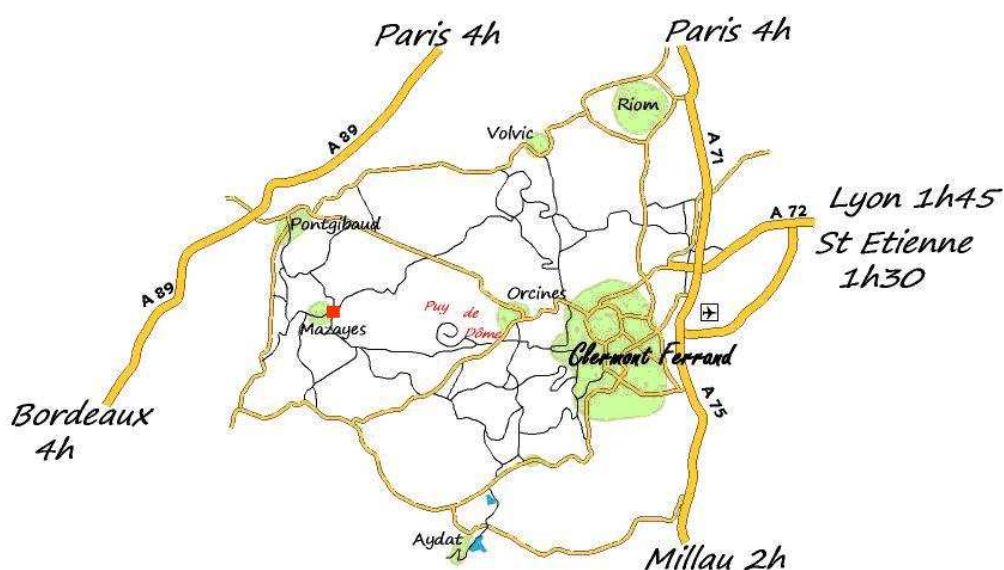 Paris 4h
Paris 4h
Riom
Volvic
A 89
A 71
Lyon 1h45
A 72
Pontgibaud
St Etienne
1h30
A 89
Orcines
Puy de
Dôme
Mazayes
Clermont Ferrand
A 75
Bordeaux
4h
Aydat
Millau 2h